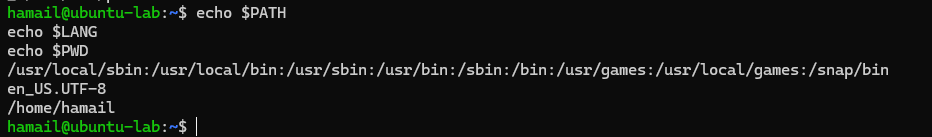 hamail@ubuntu-lab:~$ echo $PATH
echo $LANG
echo $PWD
/usr/local/sbin:/usr/local/bin:/usr/sbin:/usr/bin:/sbin:/bin:/usr/games:/usr/local/games:/snap/bin
en_US.UTF-8
/home/hamail
hamail@ubuntu-lab:~$